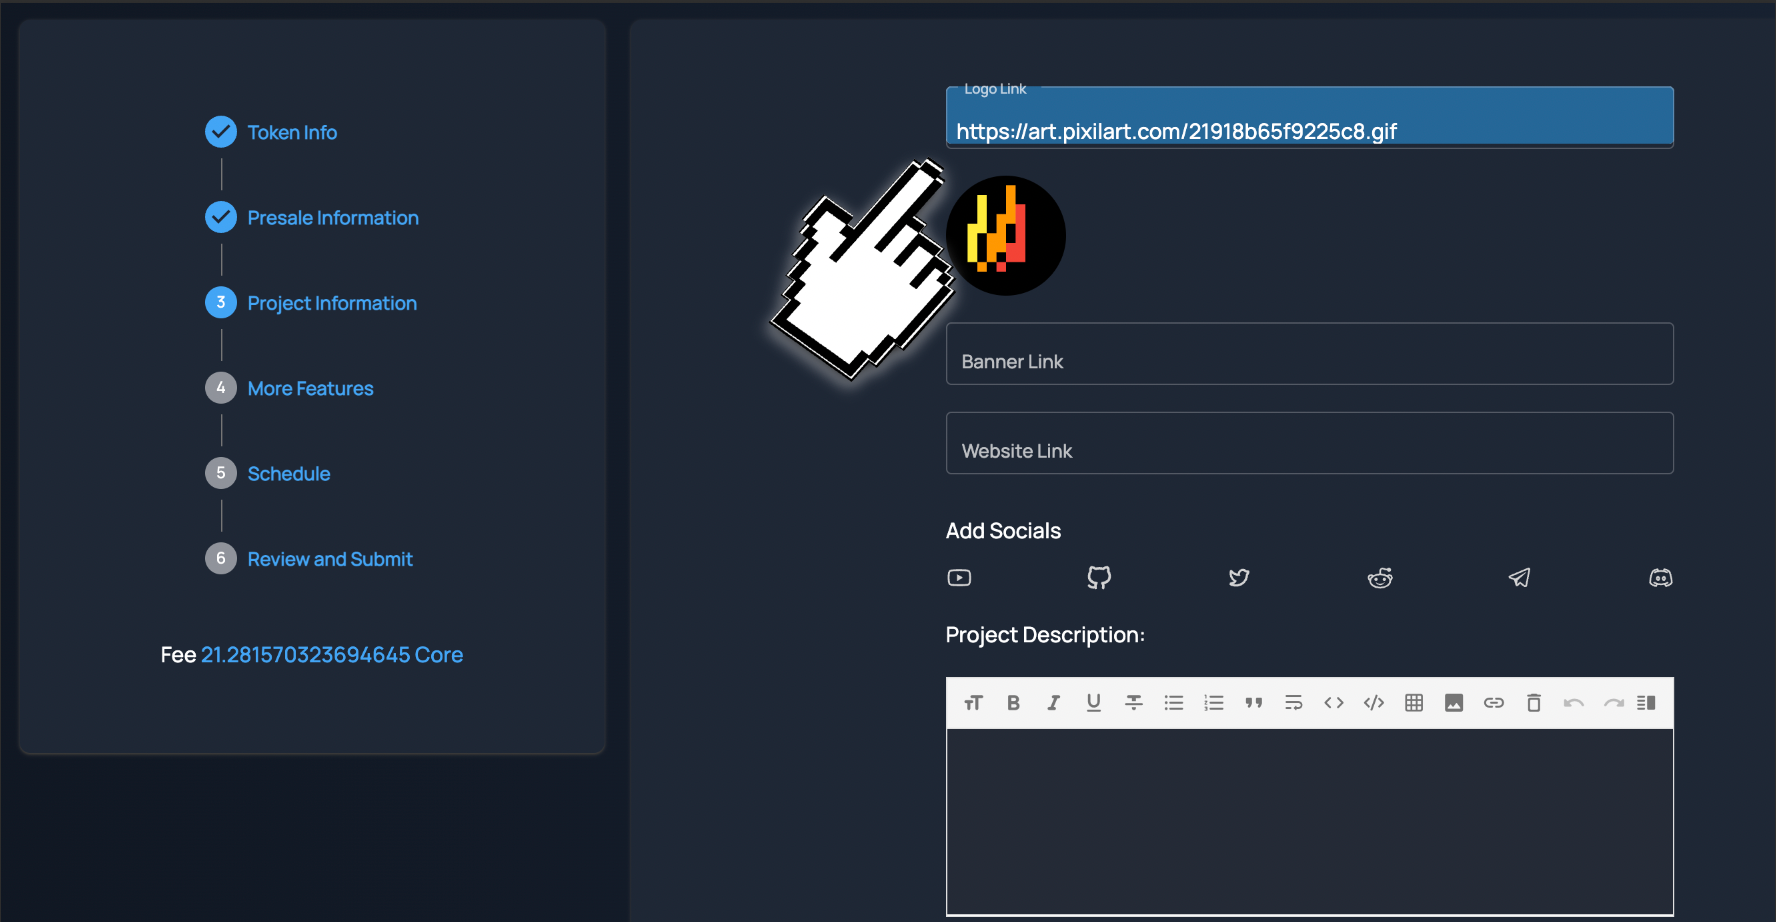 Token Info
Presale Information
3 Project Information
4 More Features
5 Schedule
6 Review and Submit
Fee 21.281570323694645 Core
Logo Link
https://art.pixilart.com/21918b65f9225c8.gif
Banner Link
Website Link
Add Socials
Project Description: